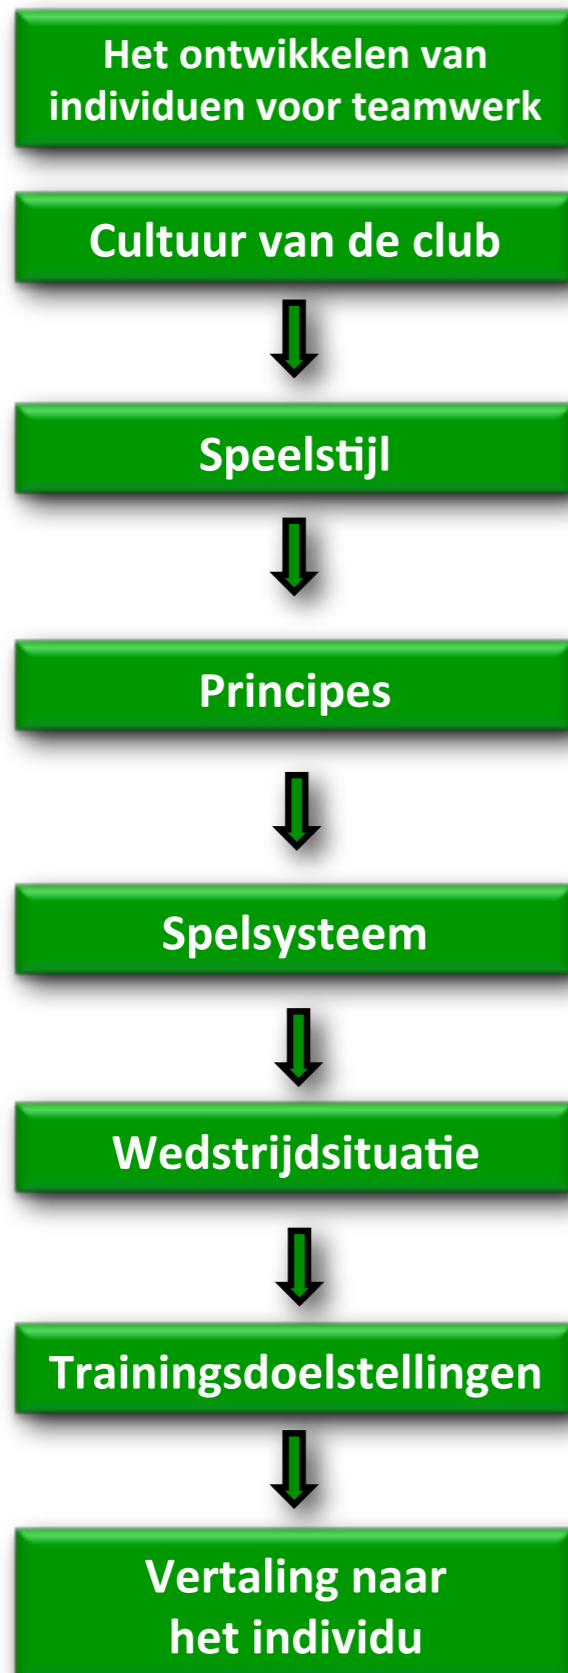 Het ontwikkelen van
individuen voor teamwerk
Cultuur van de club
Speelstijl
Principes
Spelsysteem
Wedstrijdsituatie
Trainingsdoelstellingen
Vertaling naar
het individu